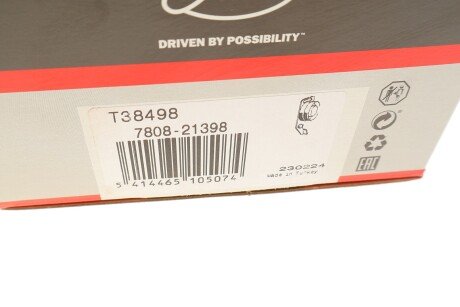 DRIVEN BY POSSIBILITY™
T38498
7808-21398
5 414465 105074
230224
Made in Turkey
EAC